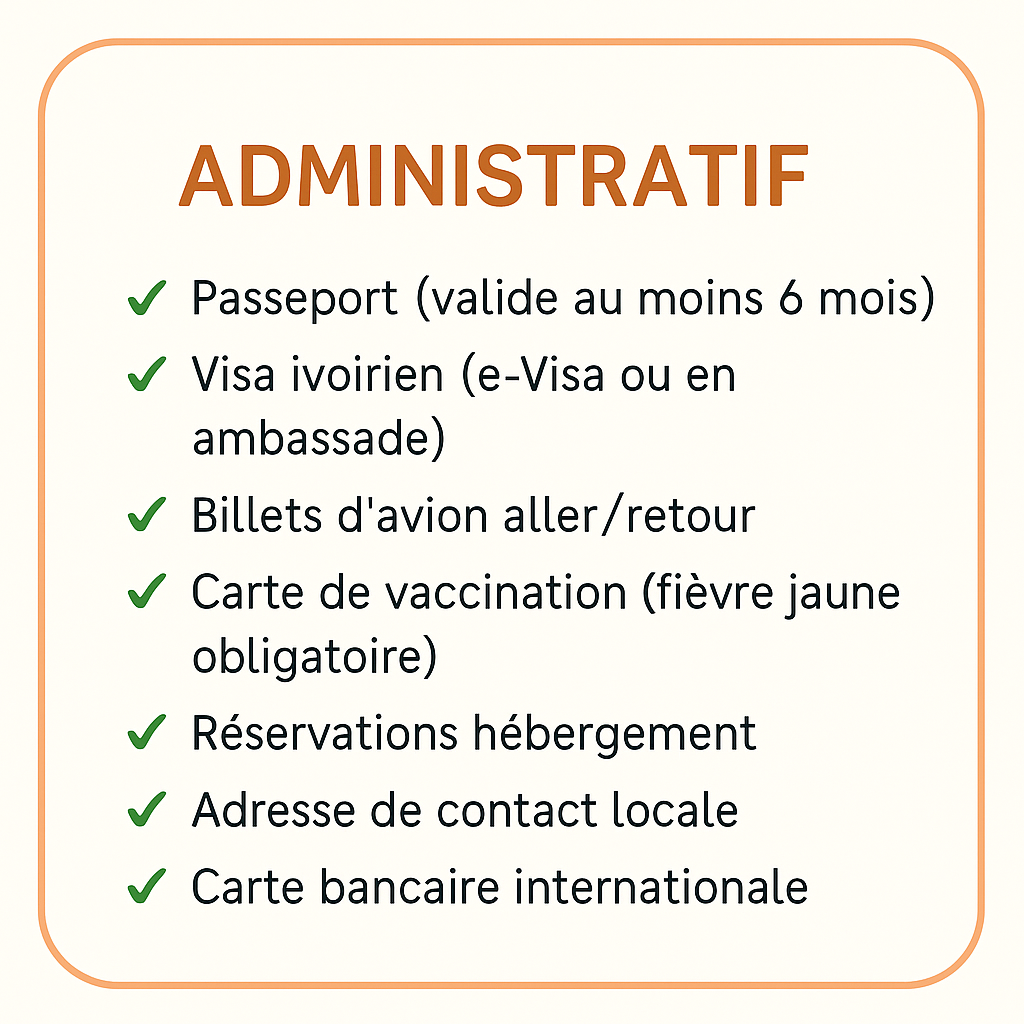 ADMINISTRATIF
✔ Passeport (valide au moins 6 mois)
✔ Visa ivoirien (e-Visa ou en
ambassade)
✔ Billets d'avion aller/retour
✔ Carte de vaccination (fièvre jaune
obligatoire)
✔ Réservations hébergement
✔ Adresse de contact locale
✔ Carte bancaire internationale